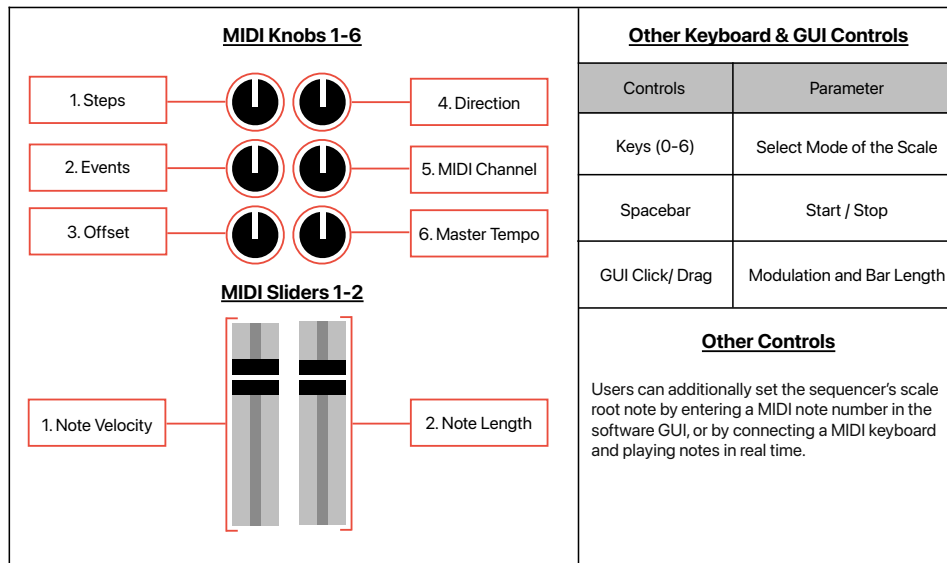 MIDI Knobs 1-6
1. Steps
2. Events
3. Offset
4. Direction
5. MIDI Channel
6. Master Tempo
MIDI Sliders 1-2
1. Note Velocity
2. Note Length
Other Keyboard & GUI Controls
Controls Parameter
Keys (0-6) Select Mode of the Scale
Spacebar Start / Stop
GUI Click/ Drag Modulation and Bar Length
Other Controls
Users can additionally set the sequencer's scale
root note by entering a MIDI note number in the
software GUI, or by connecting a MIDI keyboard
and playing notes in real time.